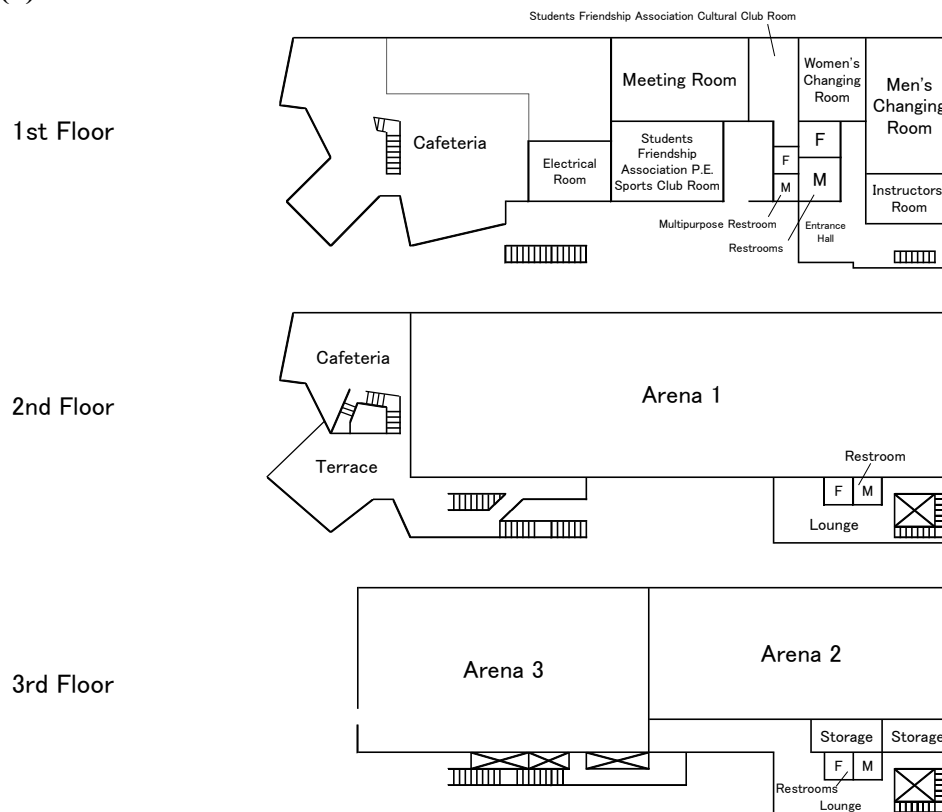 Students Friendship Association Cultural Club Room
1st Floor
Meeting Room
Women's
Changing
Room
Men's
Changing
Room
Cafeteria
Electrical
Room
Students
Friendship
Association P.E.
Sports Club Room
F
M
F
M
Instructors
Room
Multipurpose Restroom
Restrooms
Entrance
Hall
2nd Floor
Cafeteria
Terrace
Arena 1
Restroom
F
M
Lounge
3rd Floor
Arena 3
Arena 2
Storage
Storage
F
M
Restrooms
Lounge